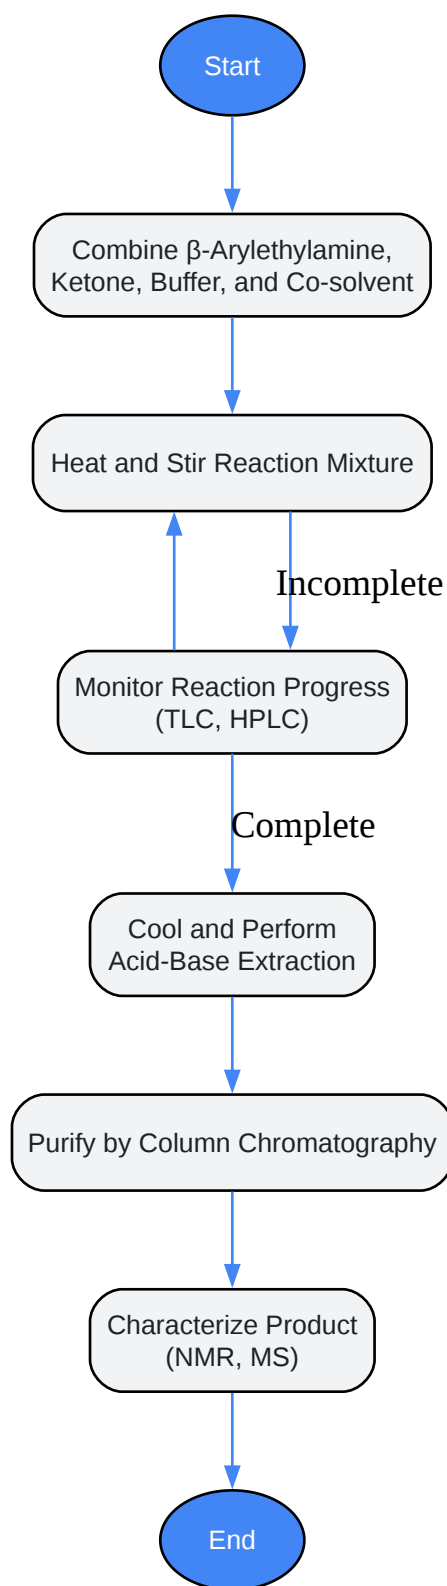 Start
Combine β-Arylethylamine,
Ketone, Buffer, and Co-solvent
Heat and Stir Reaction Mixture
Incomplete
Monitor Reaction Progress
(TLC, HPLC)
Complete
Cool and Perform
Acid-Base Extraction
Purify by Column Chromatography
Characterize Product
(NMR, MS)
End